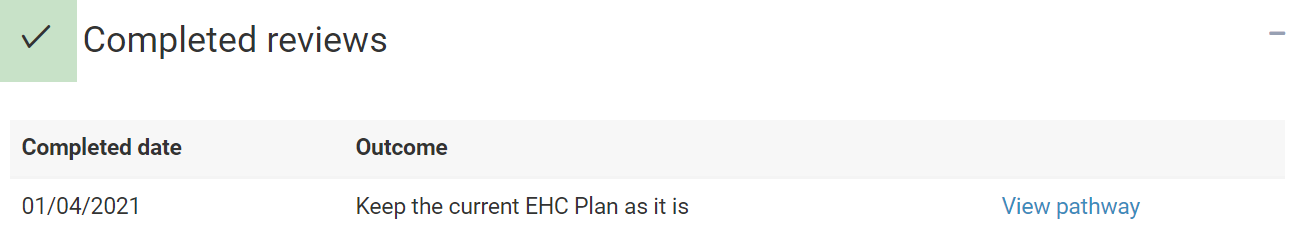 Completed reviews
Completed date Outcome
01/04/2021 Keep the current EHC Plan as it is View pathway